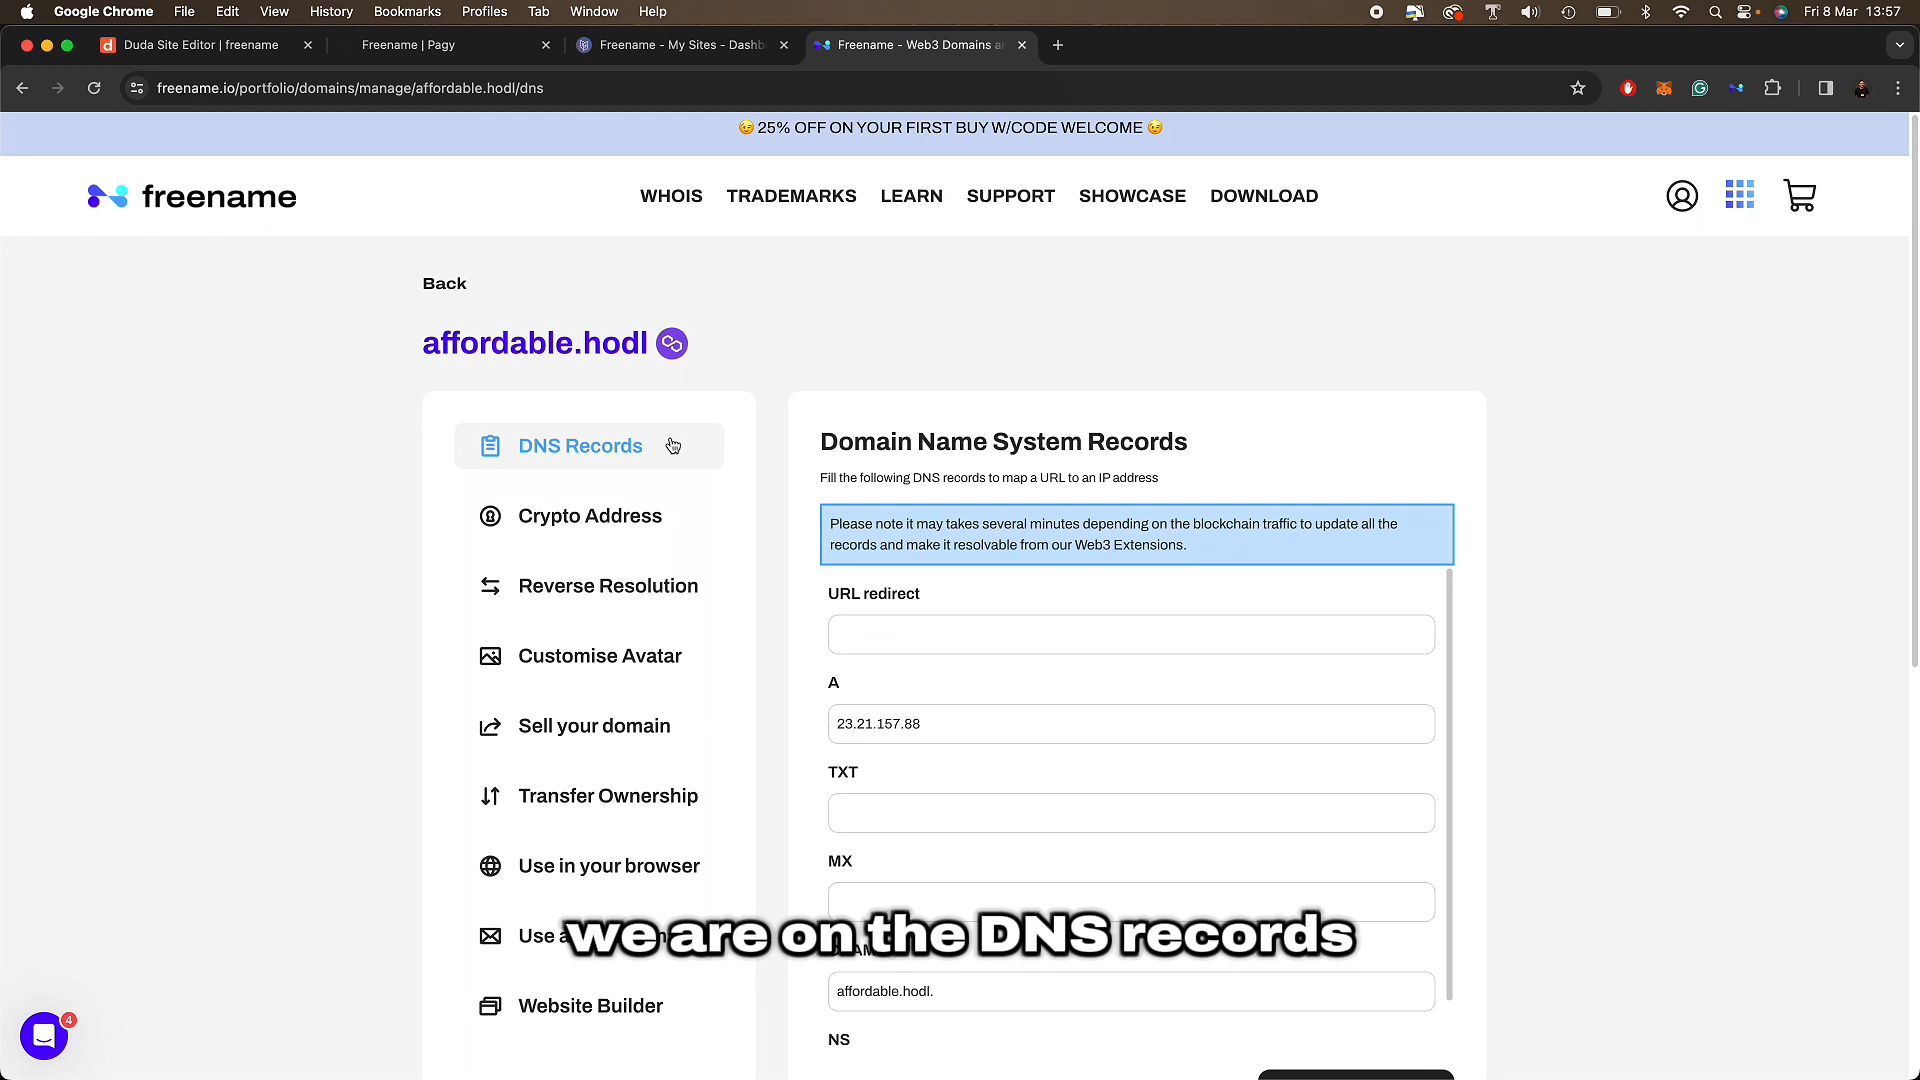 Google Chrome File Edit View History Bookmarks Profiles Tab Window Help Fri 8 Mar 13:57
Duda Site Editor | freename
Freename | Pagy
Freename - My Sites - Dashb
Freename - Web3 Domains a
freename.io/portfolio/domains/manage/affordable.hodl/dns
😉 25% OFF ON YOUR FIRST BUY W/CODE WELCOME 😉
freename
WHOIS TRADEMARKS LEARN SUPPORT SHOWCASE DOWNLOAD
Back
affordable.hodl
DNS Records
Crypto Address
Reverse Resolution
Customise Avatar
Sell your domain
Transfer Ownership
Use in your browser
Use
Website Builder
4
Domain Name System Records
Fill the following DNS records to map a URL to an IP address
Please note it may takes several minutes depending on the blockchain traffic to update all the
records and make it resolvable from our Web3 Extensions.
URL redirect
A
23.21.157.88
TXT
MX
affordable.hodl.
NS
we are on the DNS records